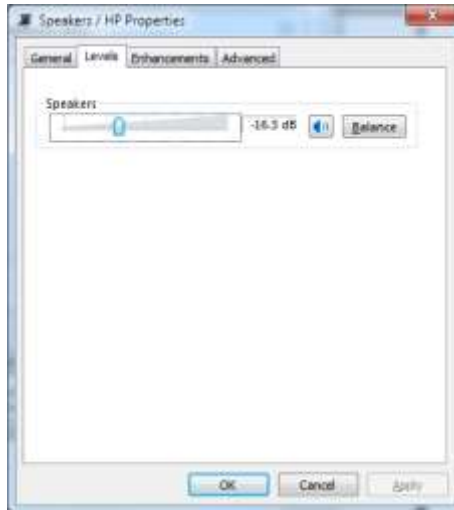 Speakers / HP Properties
General Levels Enhancements Advanced
Speakers
-16.3 dB Balance
OK Cancel Apply